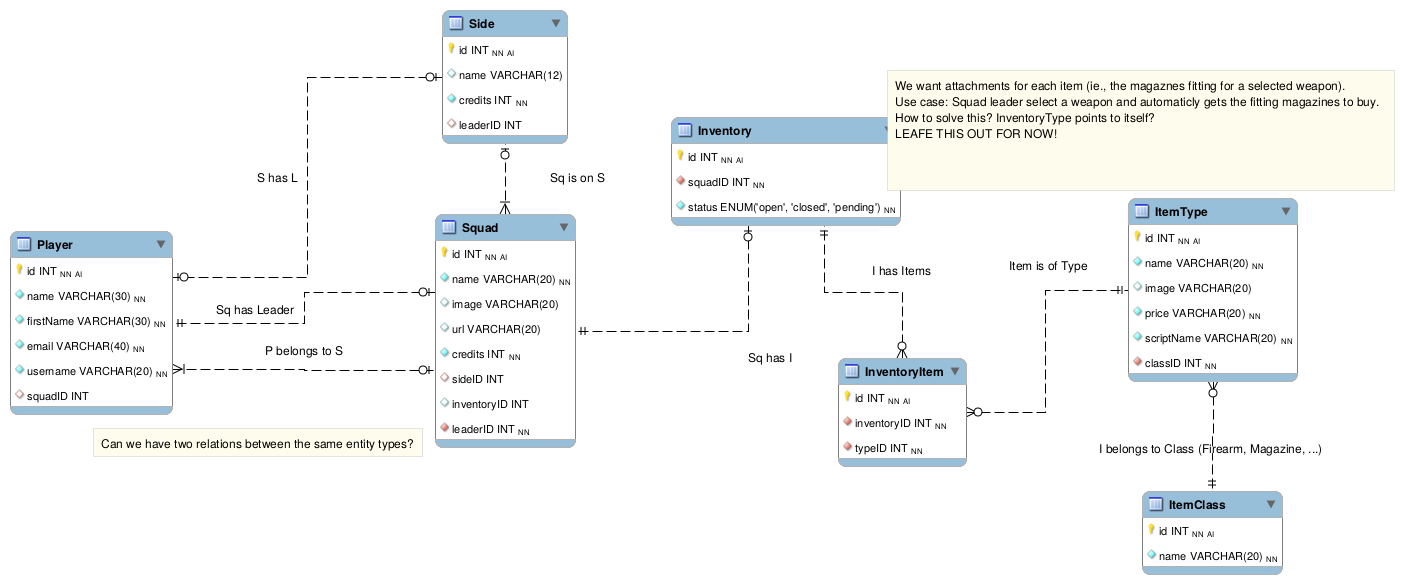 Side
id INT NN AI
name VARCHAR(12)
credits INT NN
leaderID INT
We want attachments for each item (ie., the magaznes fitting for a selected weapon).
Use case: Squad leader select a weapon and automaticly gets the fitting magazines to buy.
How to solve this? InventoryType points to itself?
LEAFE THIS OUT FOR NOW!
Inventory
id INT NN AI
squadID INT NN
status ENUM('open', 'closed', 'pending') NN
S has L
Sq is on S
Player
id INT NN AI
name VARCHAR(30) NN
firstName VARCHAR(30) NN
email VARCHAR(40) NN
username VARCHAR(20) NN
squadID INT
Squad
id INT NN AI
name VARCHAR(20) NN
image VARCHAR(20)
url VARCHAR(20)
credits INT NN
sideID INT
inventoryID INT
leaderID INT NN
Sq has Leader
P belongs to S
Can we have two relations between the same entity types?
Sq has I
I has Items
Item is of Type
ItemType
id INT NN AI
name VARCHAR(20) NN
image VARCHAR(20)
price VARCHAR(20) NN
scriptName VARCHAR(20) NN
classID INT NN
InventoryItem
id INT NN AI
inventoryID INT NN
typeID INT NN
I belongs to Class (Firearm, Magazine, ...)
ItemClass
id INT NN AI
name VARCHAR(20) NN